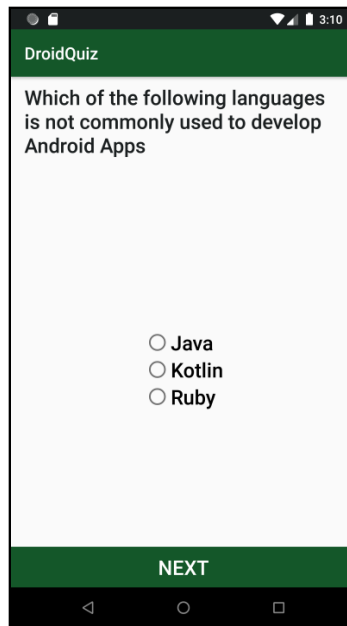 3:10
DroidQuiz
Which of the following languages
is not commonly used to develop
Android Apps
Java
Kotlin
Ruby
NEXT